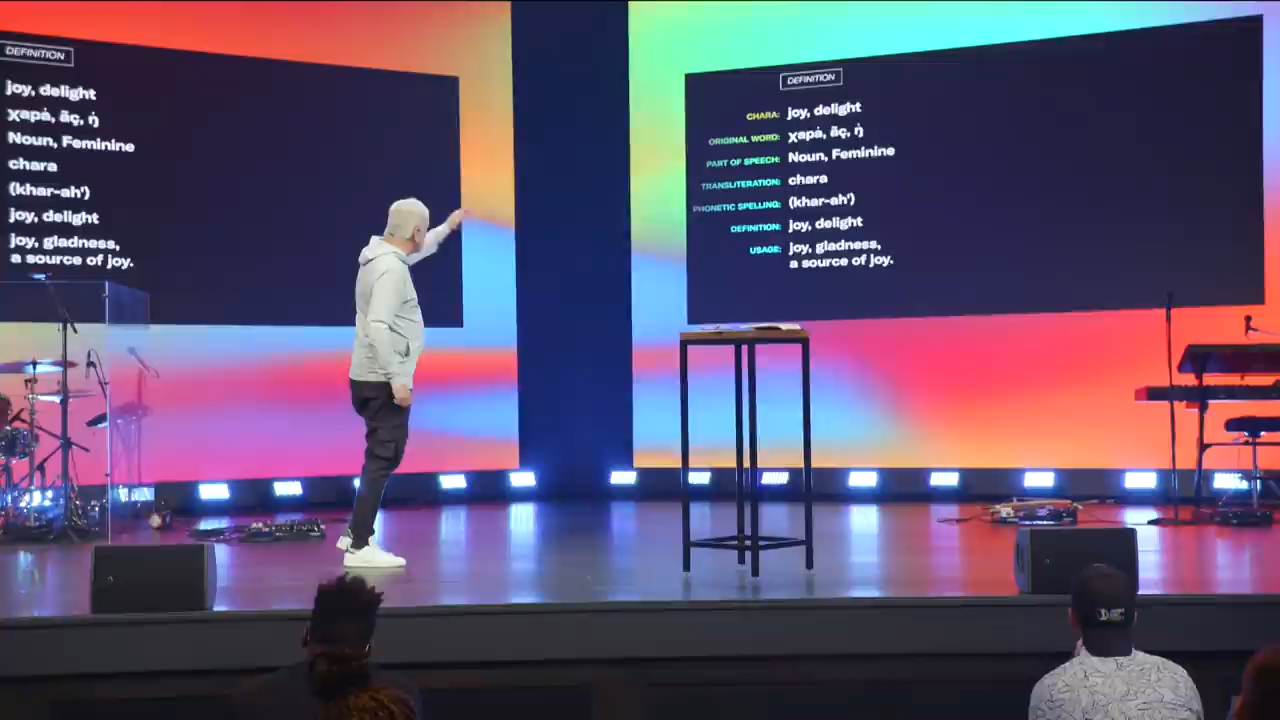 DEFINITION
joy, delight
χαρά, ᾶς, ἡ
Noun, Feminine
chara
(khar-ah')
joy, delight
joy, gladness,
a source of joy.
DEFINITION
CHARA: joy, delight
ORIGINAL WORD: χαρά, ᾶς, ἡ
PART OF SPEECH: Noun, Feminine
TRANSLITERATION: chara
PHONETIC SPELLING: (khar-ah')
DEFINITION: joy, delight
USAGE: joy, gladness,
a source of joy.